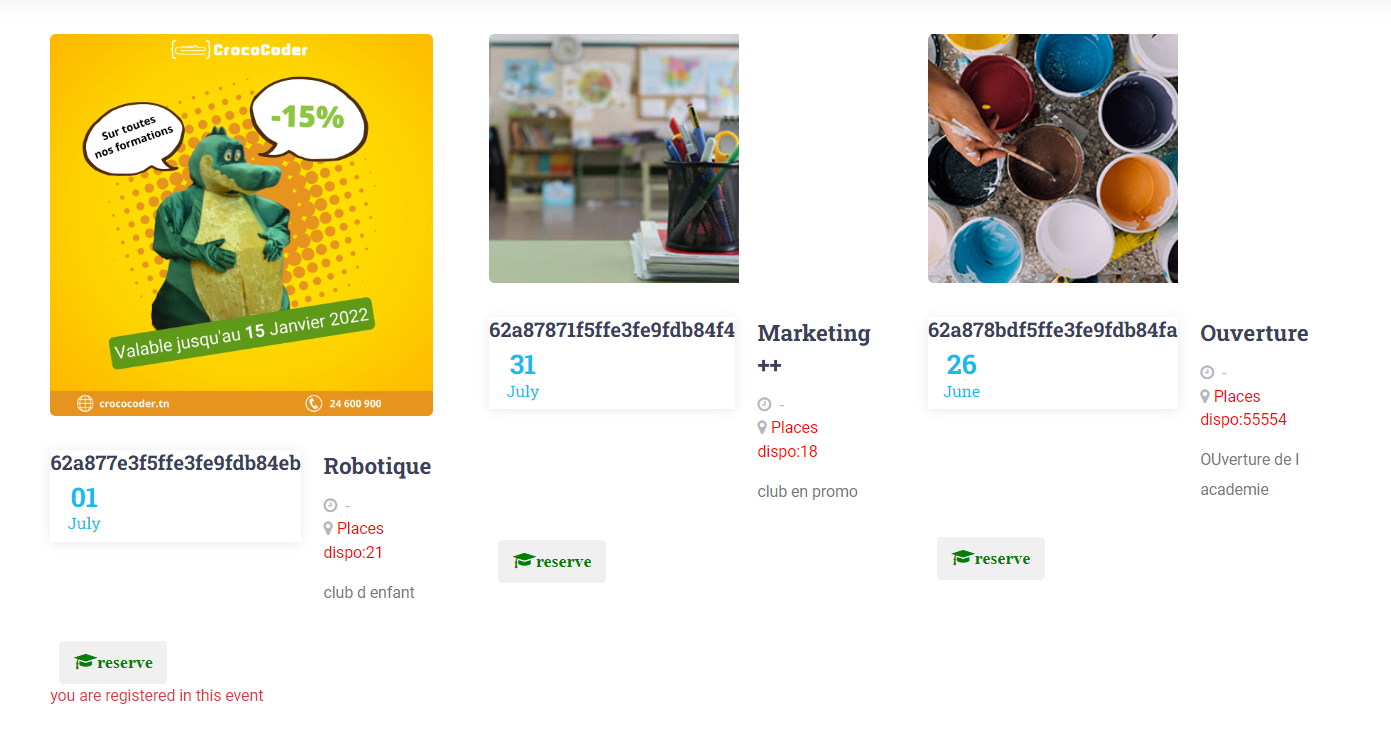 CrocoCoder
Sur toutes
nos formations
-15%
Valable jusqu'au 15 Janvier 2022
crococoder.tn
24 600 900
62a877e3f5ffe3fe9fdb84eb
01
July
Robotique
-
Places
dispo:21
club d enfant
reserve
you are registered in this event
62a87871f5ffe3fe9fdb84f4
31
July
Marketing
++
-
Places
dispo:18
club en promo
reserve
62a878bdf5ffe3fe9fdb84fa
26
June
Ouverture
-
Places
dispo:55554
OUverture de l
academie
reserve